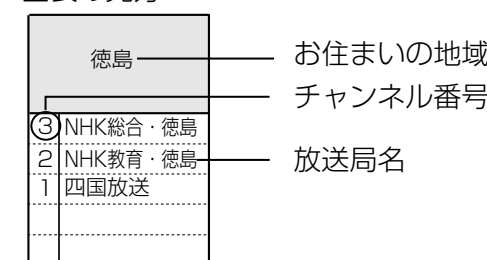 徳島
お住まいの地域
チャンネル番号
3 NHK総合・徳島
2 NHK教育・徳島
放送局名
1 四国放送